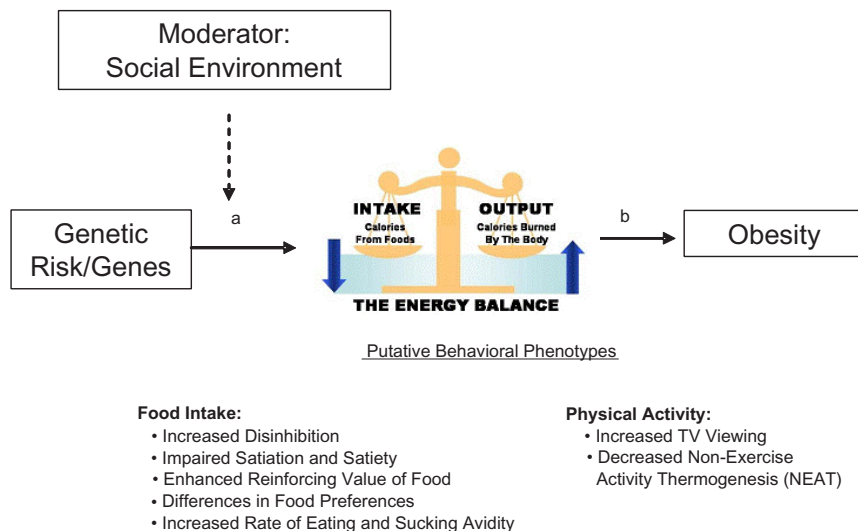 Moderator:
Social Environment
a
Genetic
Risk/Genes
INTAKE
Calories
From Foods
OUTPUT
Calories Burned
By The Body
THE ENERGY BALANCE
b
Obesity
Putative Behavioral Phenotypes
Food Intake:
• Increased Disinhibition
• Impaired Satiation and Satiety
• Enhanced Reinforcing Value of Food
• Differences in Food Preferences
• Increased Rate of Eating and Sucking Avidity
Physical Activity:
• Increased TV Viewing
• Decreased Non-Exercise
Activity Thermogenesis (NEAT)